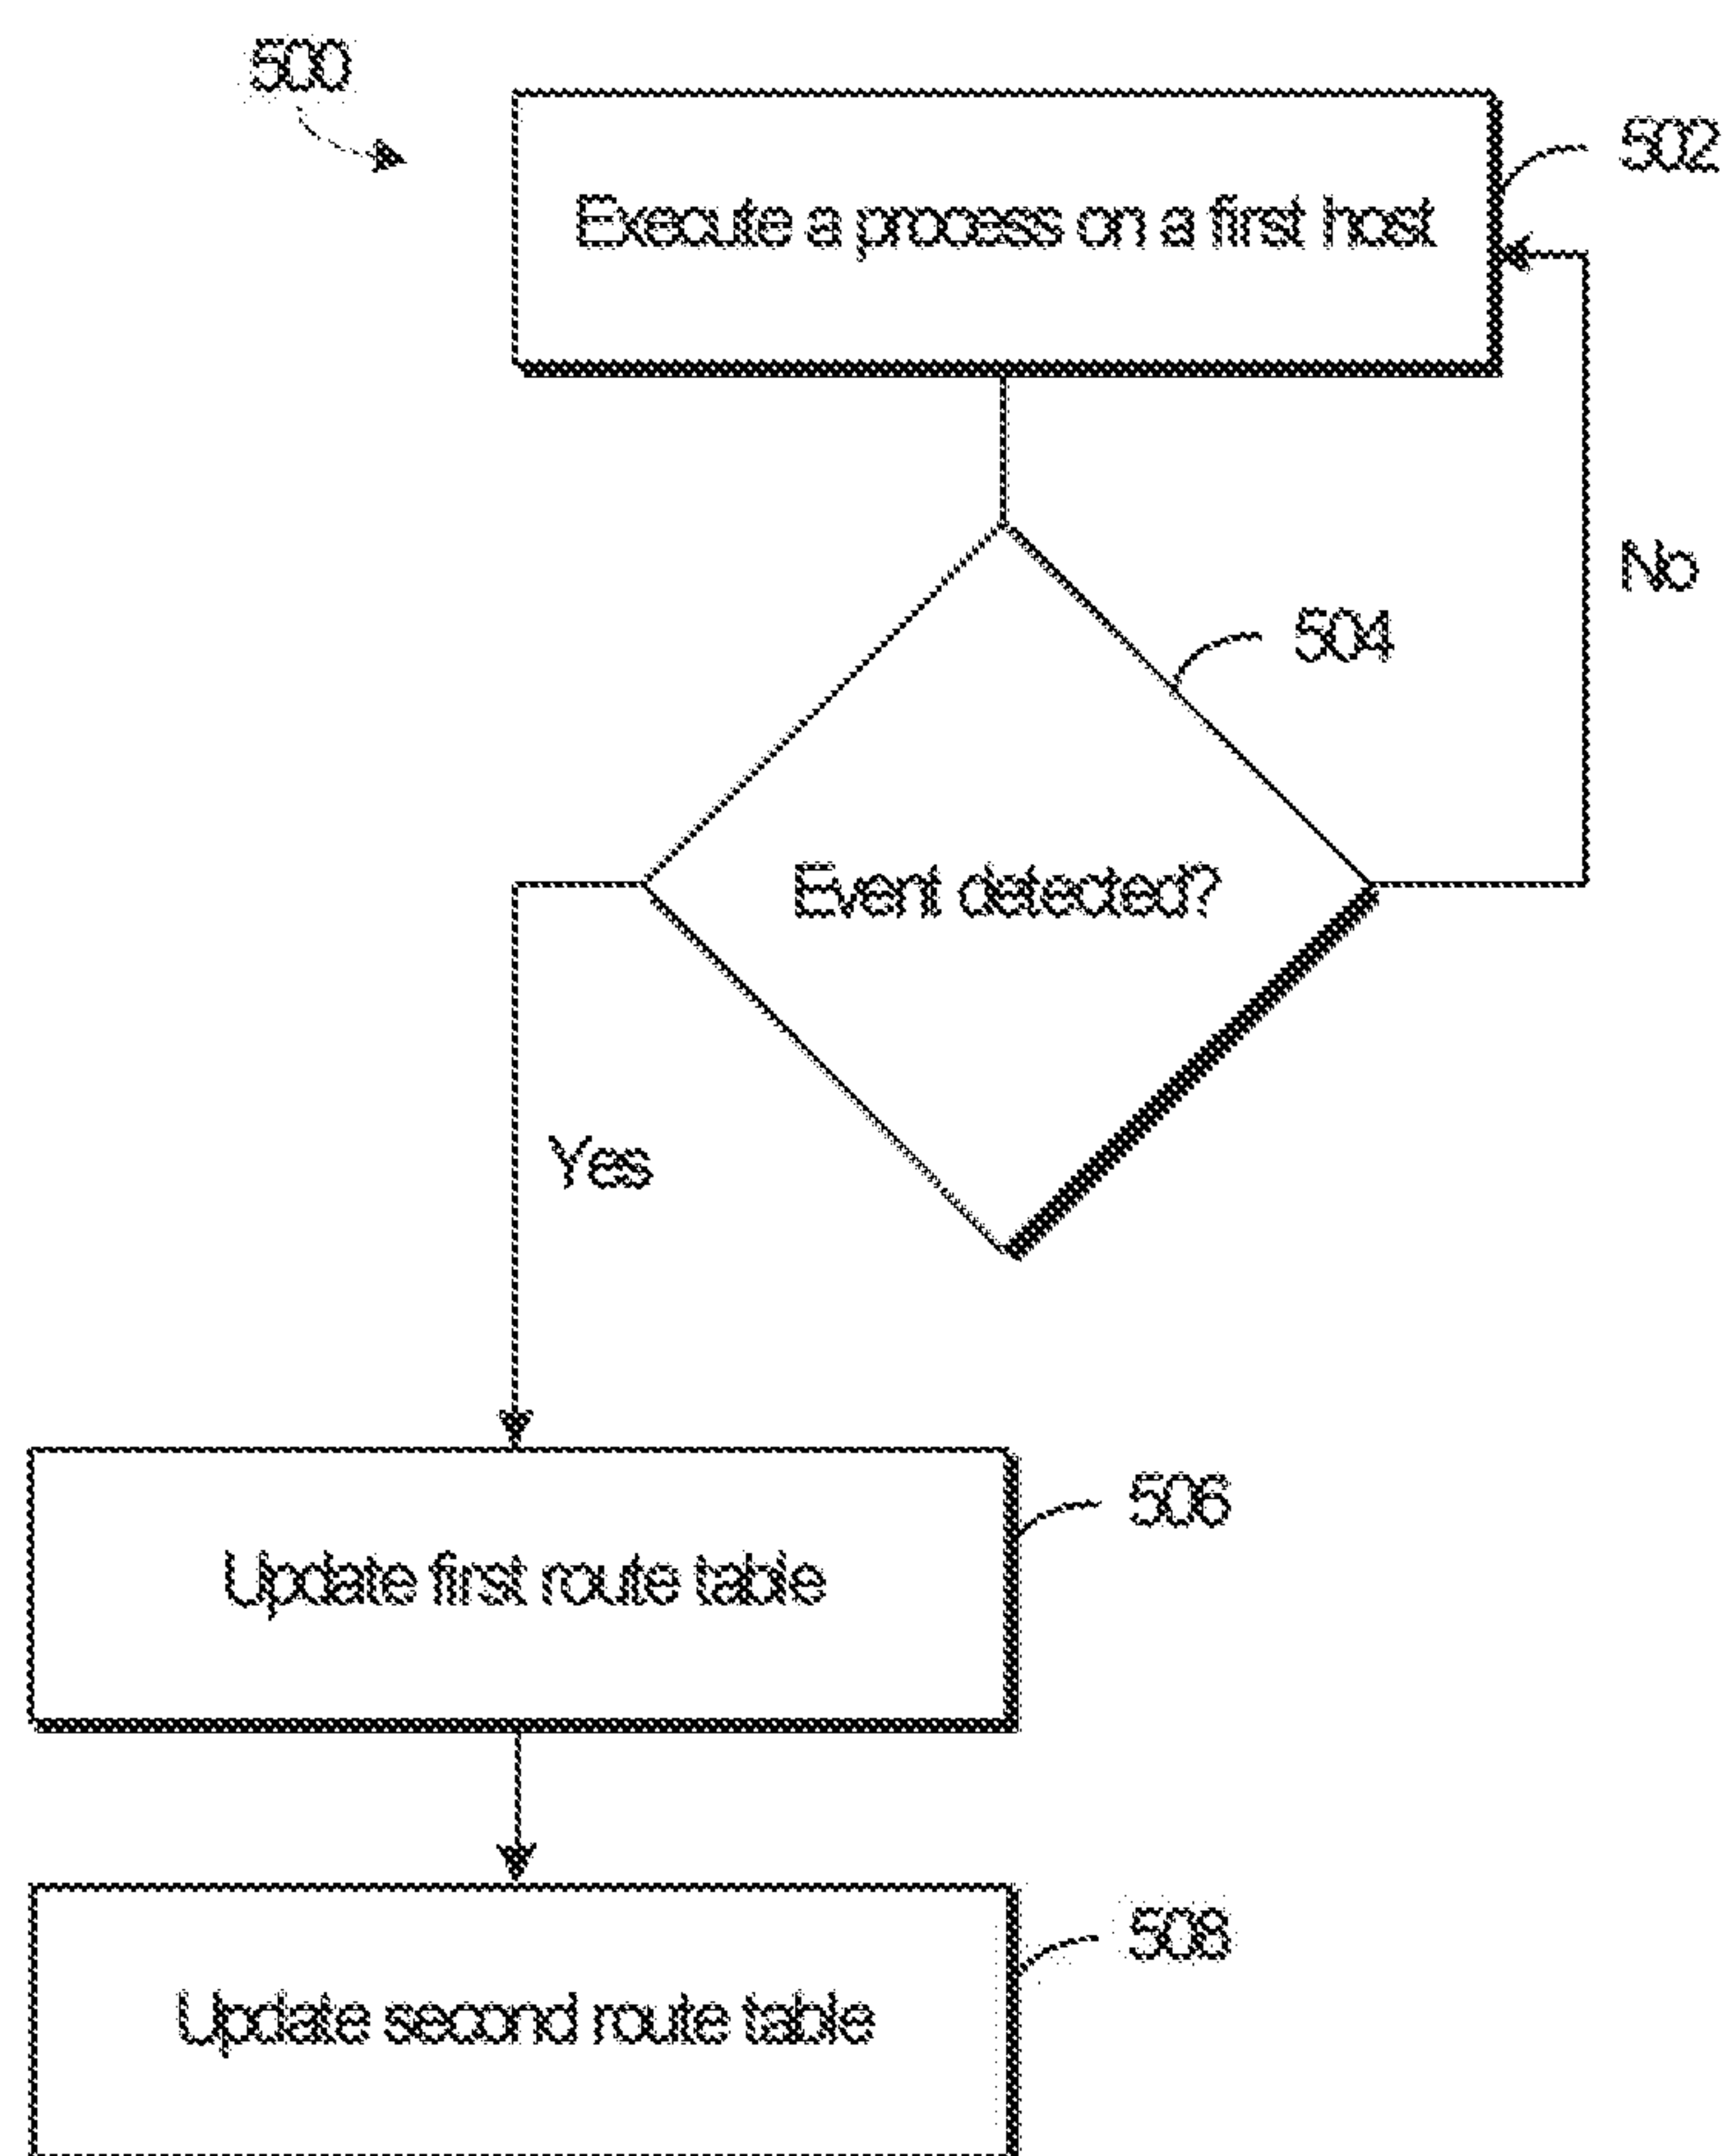 500
502
Execute a process on a first host
No
504
Event detected?
Yes
506
Update first route table
508
Update second route table